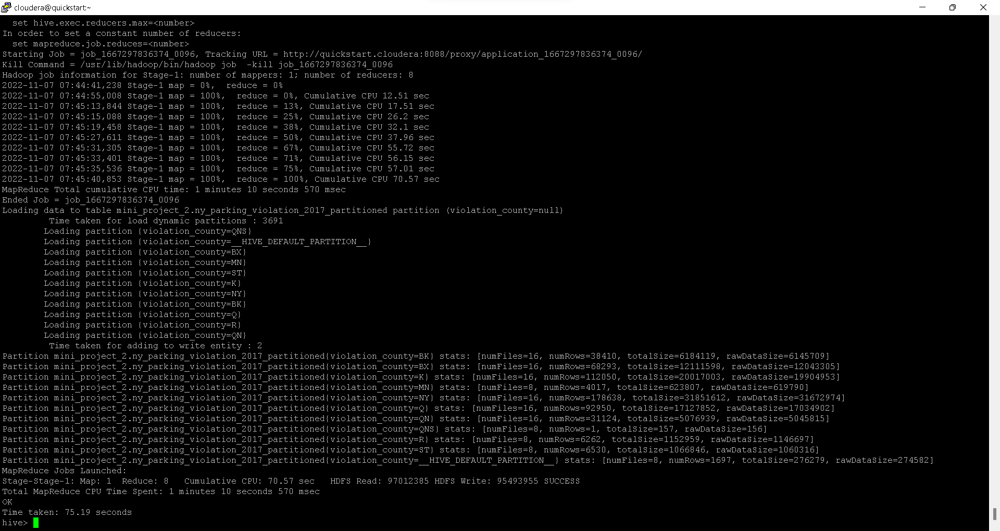 cloudera@quickstart:~
  set hive.exec.reducers.max=<number>
In order to set a constant number of reducers:
  set mapreduce.job.reduces=<number>
Starting Job = job_1667297836374_0096, Tracking URL = http://quickstart.cloudera:8088/proxy/application_1667297836374_0096/
Kill Command = /usr/lib/hadoop/bin/hadoop job  -kill job_1667297836374_0096
Hadoop job information for Stage-1: number of mappers: 1; number of reducers: 8
2022-11-07 07:44:41,238 Stage-1 map = 0%,  reduce = 0%
2022-11-07 07:44:55,008 Stage-1 map = 100%,  reduce = 0%, Cumulative CPU 12.51 sec
2022-11-07 07:45:13,844 Stage-1 map = 100%,  reduce = 13%, Cumulative CPU 17.51 sec
2022-11-07 07:45:15,088 Stage-1 map = 100%,  reduce = 25%, Cumulative CPU 26.2 sec
2022-11-07 07:45:19,458 Stage-1 map = 100%,  reduce = 38%, Cumulative CPU 32.1 sec
2022-11-07 07:45:27,611 Stage-1 map = 100%,  reduce = 50%, Cumulative CPU 37.96 sec
2022-11-07 07:45:31,305 Stage-1 map = 100%,  reduce = 67%, Cumulative CPU 55.72 sec
2022-11-07 07:45:33,401 Stage-1 map = 100%,  reduce = 71%, Cumulative CPU 56.15 sec
2022-11-07 07:45:35,536 Stage-1 map = 100%,  reduce = 75%, Cumulative CPU 57.01 sec
2022-11-07 07:45:40,853 Stage-1 map = 100%,  reduce = 100%, Cumulative CPU 70.57 sec
MapReduce Total cumulative CPU time: 1 minutes 10 seconds 570 msec
Ended Job = job_1667297836374_0096
Loading data to table mini_project_2.ny_parking_violation_2017_partitioned partition (violation_county=null)
         Time taken for load dynamic partitions : 3691
        Loading partition {violation_county=QNS}
        Loading partition {violation_county=__HIVE_DEFAULT_PARTITION__}
        Loading partition {violation_county=BX}
        Loading partition {violation_county=MN}
        Loading partition {violation_county=ST}
        Loading partition {violation_county=K}
        Loading partition {violation_county=NY}
        Loading partition {violation_county=BK}
        Loading partition {violation_county=Q}
        Loading partition {violation_county=R}
        Loading partition {violation_county=QN}
         Time taken for adding to write entity : 2
Partition mini_project_2.ny_parking_violation_2017_partitioned{violation_county=BK} stats: [numFiles=16, numRows=38410, totalSize=6184119, rawDataSize=6145709]
Partition mini_project_2.ny_parking_violation_2017_partitioned{violation_county=BX} stats: [numFiles=16, numRows=68293, totalSize=12111598, rawDataSize=12043305]
Partition mini_project_2.ny_parking_violation_2017_partitioned{violation_county=K} stats: [numFiles=16, numRows=112050, totalSize=20017003, rawDataSize=19904953]
Partition mini_project_2.ny_parking_violation_2017_partitioned{violation_county=MN} stats: [numFiles=8, numRows=4017, totalSize=623807, rawDataSize=619790]
Partition mini_project_2.ny_parking_violation_2017_partitioned{violation_county=NY} stats: [numFiles=16, numRows=178638, totalSize=31851612, rawDataSize=31672974]
Partition mini_project_2.ny_parking_violation_2017_partitioned{violation_county=Q} stats: [numFiles=16, numRows=92950, totalSize=17127852, rawDataSize=17034902]
Partition mini_project_2.ny_parking_violation_2017_partitioned{violation_county=QN} stats: [numFiles=16, numRows=31124, totalSize=5076939, rawDataSize=5045815]
Partition mini_project_2.ny_parking_violation_2017_partitioned{violation_county=QNS} stats: [numFiles=8, numRows=1, totalSize=157, rawDataSize=156]
Partition mini_project_2.ny_parking_violation_2017_partitioned{violation_county=R} stats: [numFiles=8, numRows=6262, totalSize=1152959, rawDataSize=1146697]
Partition mini_project_2.ny_parking_violation_2017_partitioned{violation_county=ST} stats: [numFiles=8, numRows=6530, totalSize=1066846, rawDataSize=1060316]
Partition mini_project_2.ny_parking_violation_2017_partitioned{violation_county=__HIVE_DEFAULT_PARTITION__} stats: [numFiles=8, numRows=1697, totalSize=276279, rawDataSize=274582]
MapReduce Jobs Launched:
Stage-Stage-1: Map: 1  Reduce: 8   Cumulative CPU: 70.57 sec   HDFS Read: 97012385 HDFS Write: 95493955 SUCCESS
Total MapReduce CPU Time Spent: 1 minutes 10 seconds 570 msec
OK
Time taken: 75.19 seconds
hive>